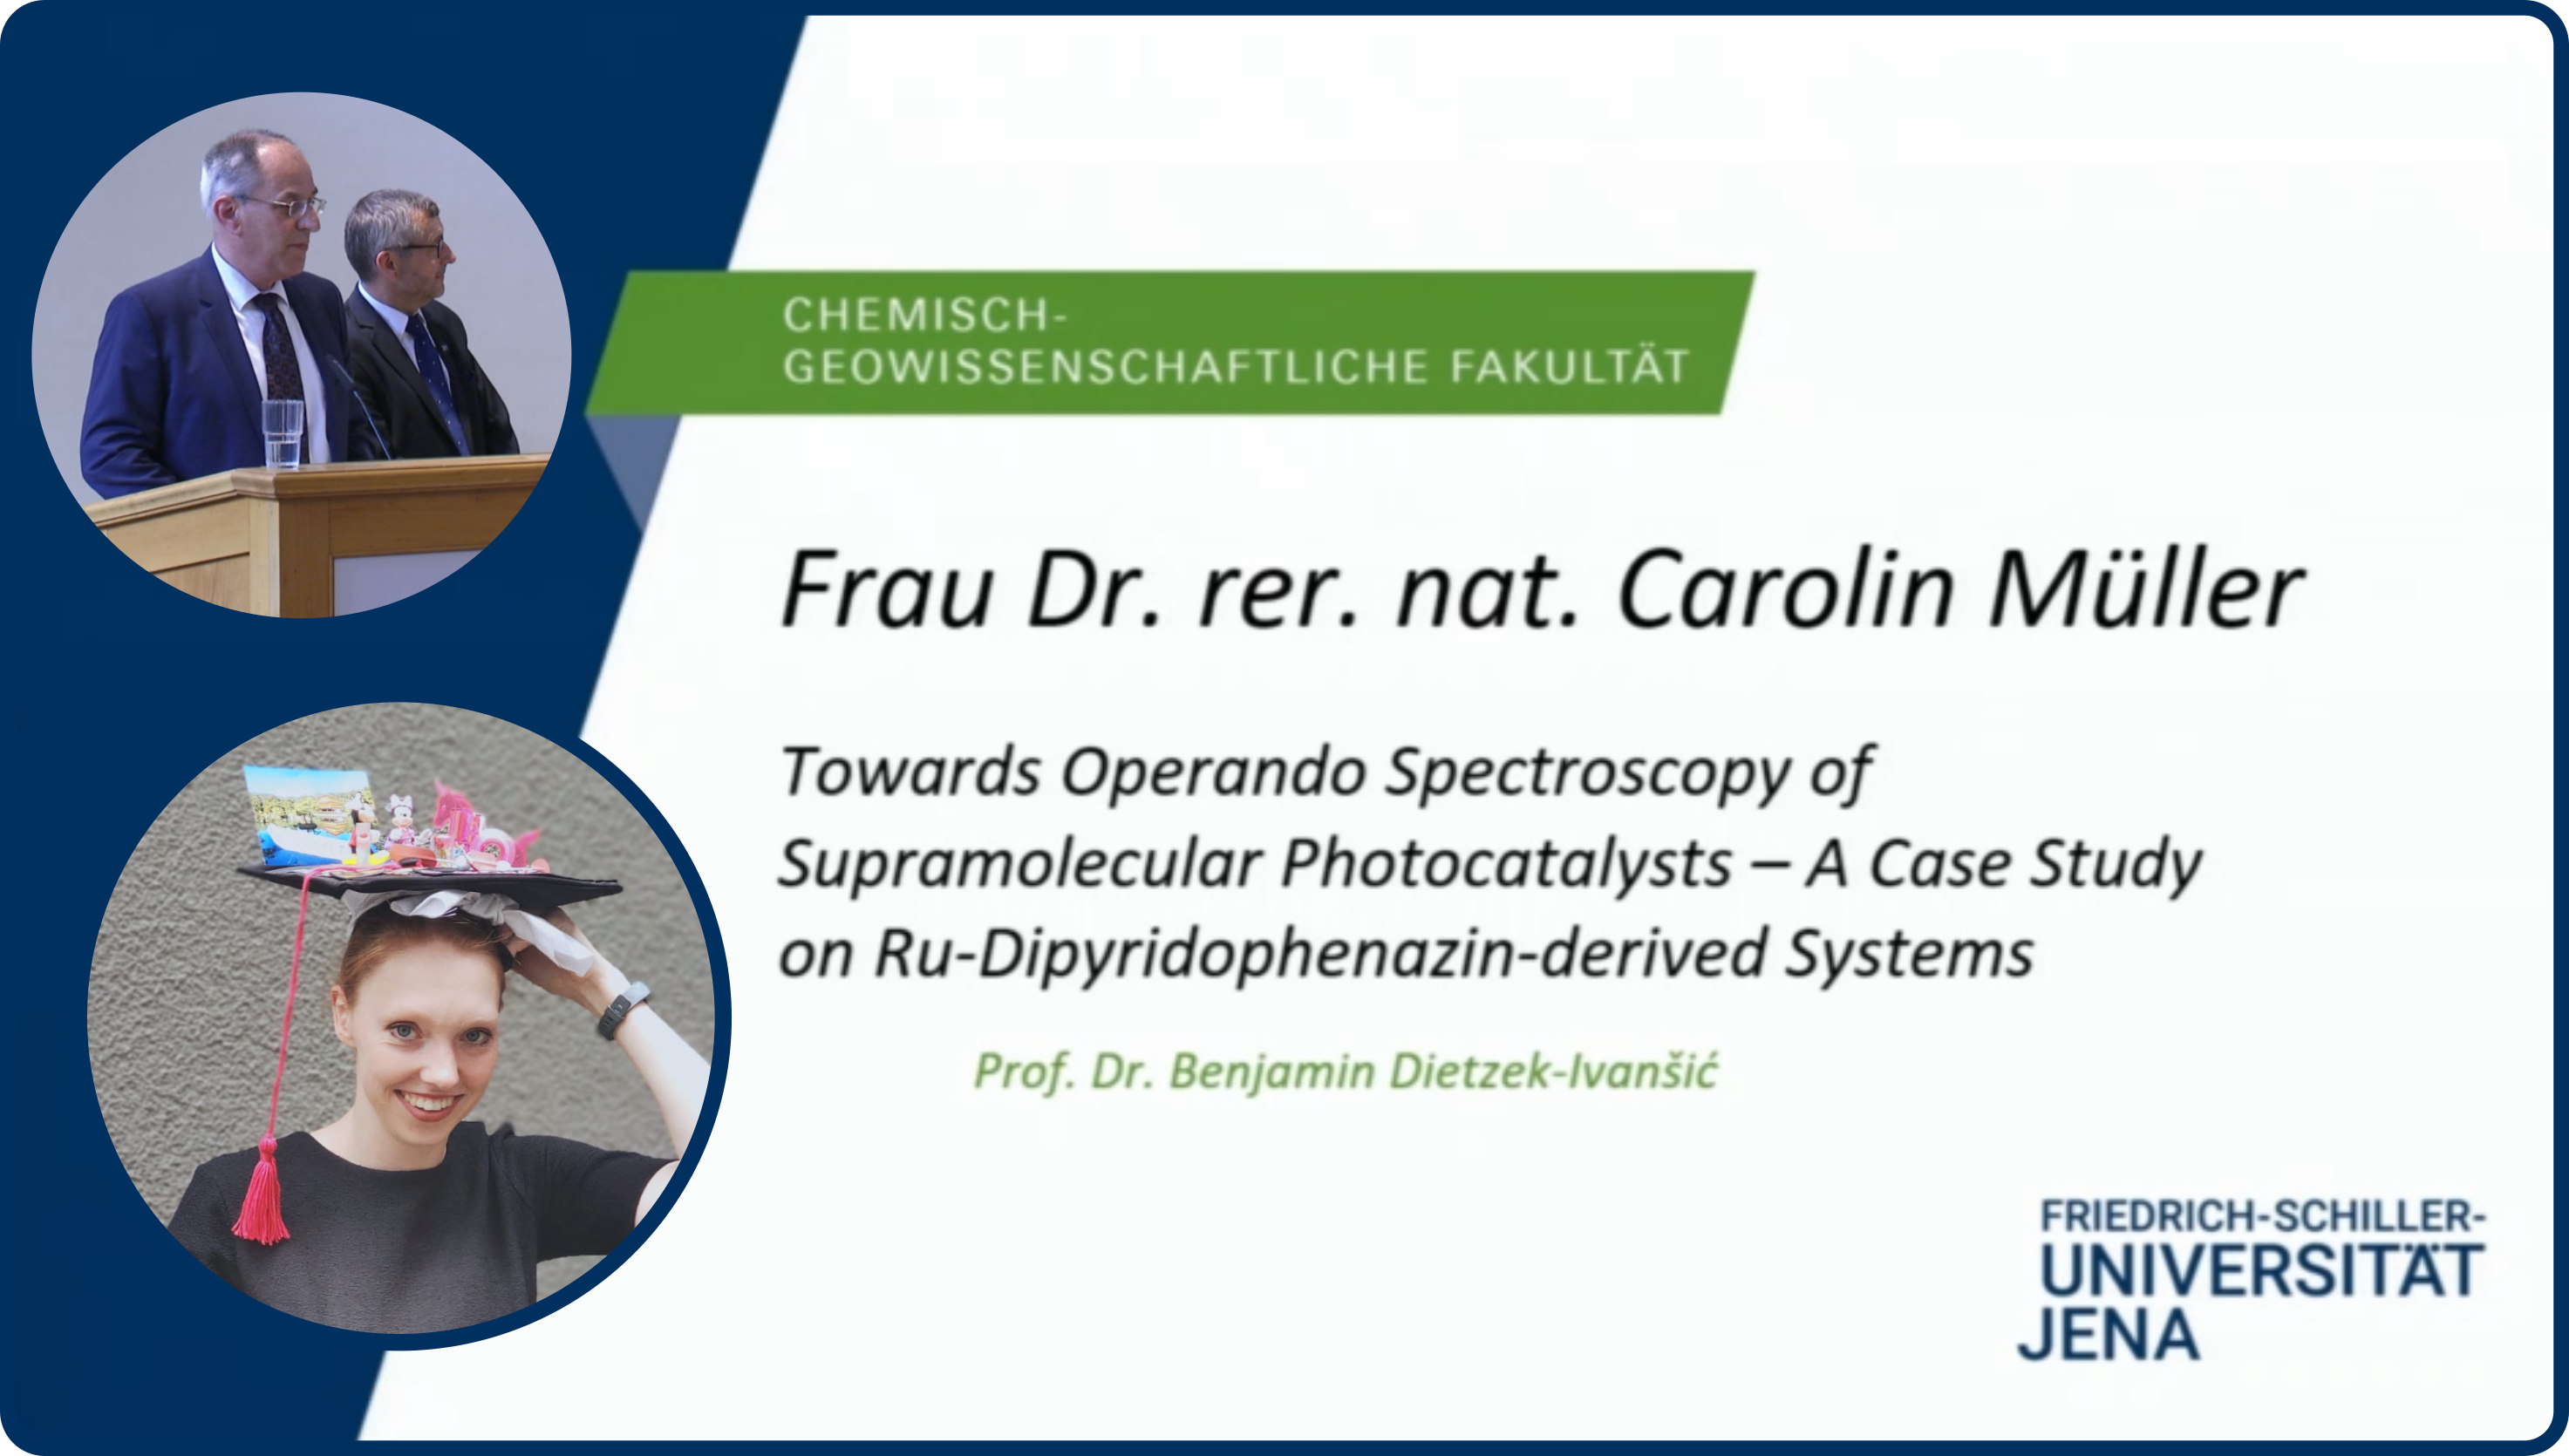 CHEMISCH-
GEOWISSENSCHAFTLICHE FAKULTÄT
Frau Dr. rer. nat. Carolin Müller
Towards Operando Spectroscopy of
Supramolecular Photocatalysts – A Case Study
on Ru-Dipyridophenazin-derived Systems
Prof. Dr. Benjamin Dietzek-Ivanšić
FRIEDRICH-SCHILLER-
UNIVERSITÄT
JENA